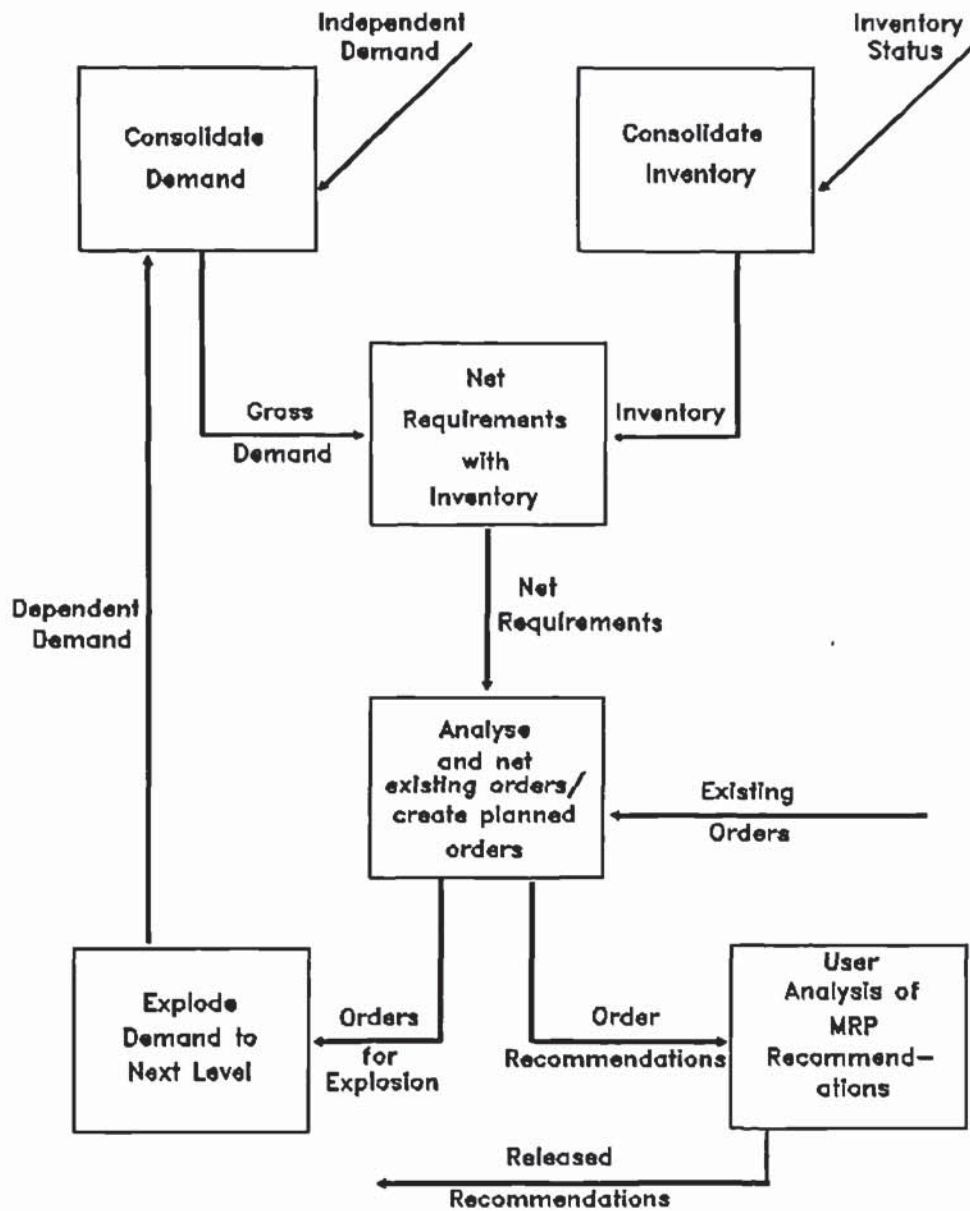 Independent
Demand
Inventory
Status
Consolidate
Demand
Consolidate
Inventory
Net
Requirements
with
Inventory
Gross
Demand
Inventory
Net
Requirements
Dependent
Demand
Analyse
and net
existing orders/
create planned
orders
Existing
Orders
Explode
Demand to
Next Level
Orders
for
Explosion
Order
Recommendations
User
Analysis of
MRP
Recommend-
ations
Released
Recommendations